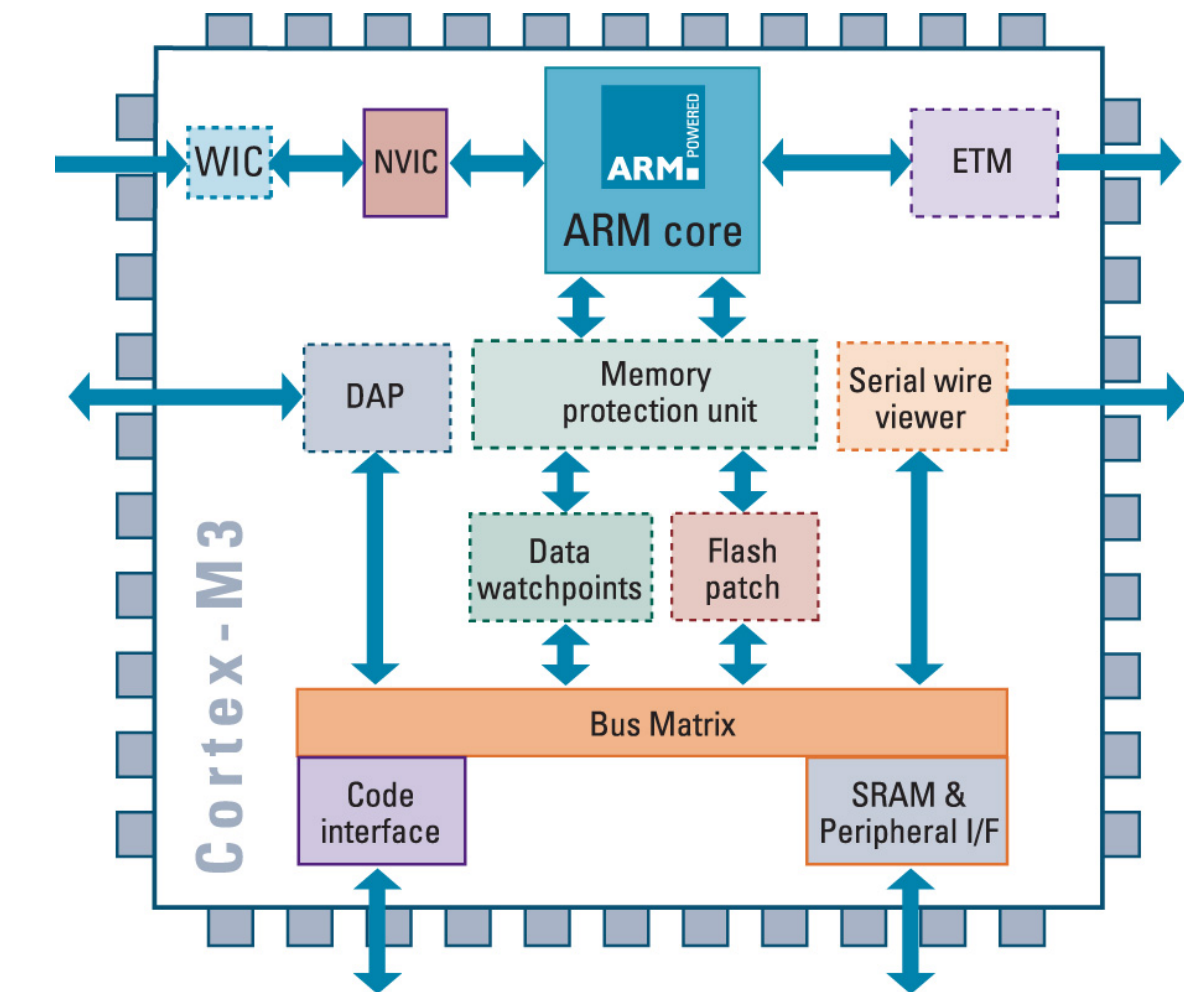 WIC
NVIC
ARM
POWERED
ARM core
ETM
DAP
Memory
protection unit
Serial wire
viewer
Data
watchpoints
Flash
patch
Cortex-M3
Bus Matrix
Code
interface
SRAM &
Peripheral I/F